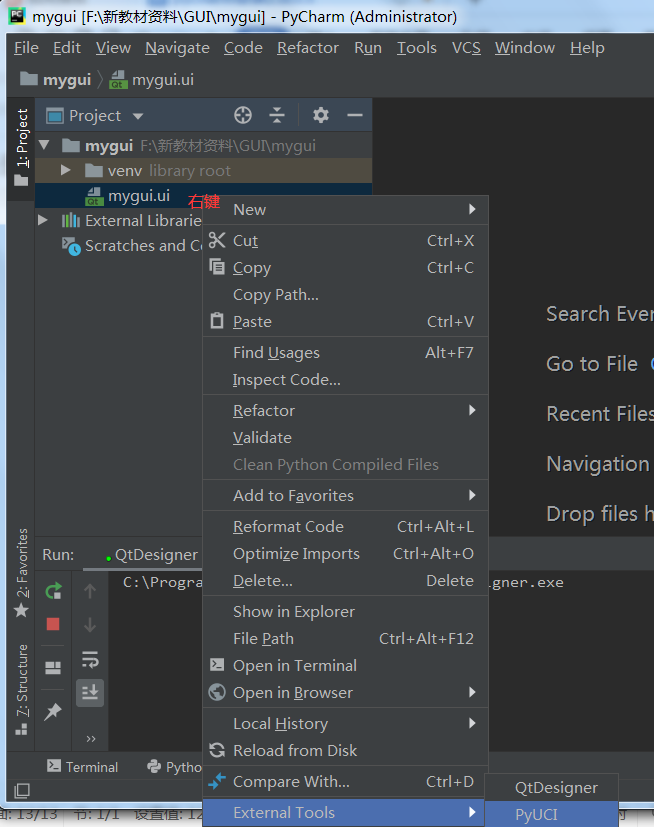 mygui [F:\新教材资料\GUI\mygui] - PyCharm (Administrator)
File Edit View Navigate Code Refactor Run Tools VCS Window Help
mygui mygui.ui
1: Project
Project
mygui F:\新教材资料\GUI\mygui
venv library root
mygui.ui 右键
External Librarie
Scratches and Co
New
Cut Ctrl+X
Copy Ctrl+C
Copy Path...
Paste Ctrl+V
Find Usages Alt+F7
Inspect Code...
Refactor
Validate
Clean Python Compiled Files
Add to Favorites
Reformat Code Ctrl+Alt+L
Optimize Imports Ctrl+Alt+O
Delete... Delete
Show in Explorer
File Path Ctrl+Alt+F12
Open in Terminal
Open in Browser
Local History
Reload from Disk
Compare With... Ctrl+D
External Tools
QtDesigner
PyUCI
Search Ever
Go to File
Recent Files
Navigation
Drop files h
2: Favorites
7: Structure
Run: QtDesigner
C:\Progra
igner.exe
Terminal Pytho
13/13 节: 1/1 设置值: 12